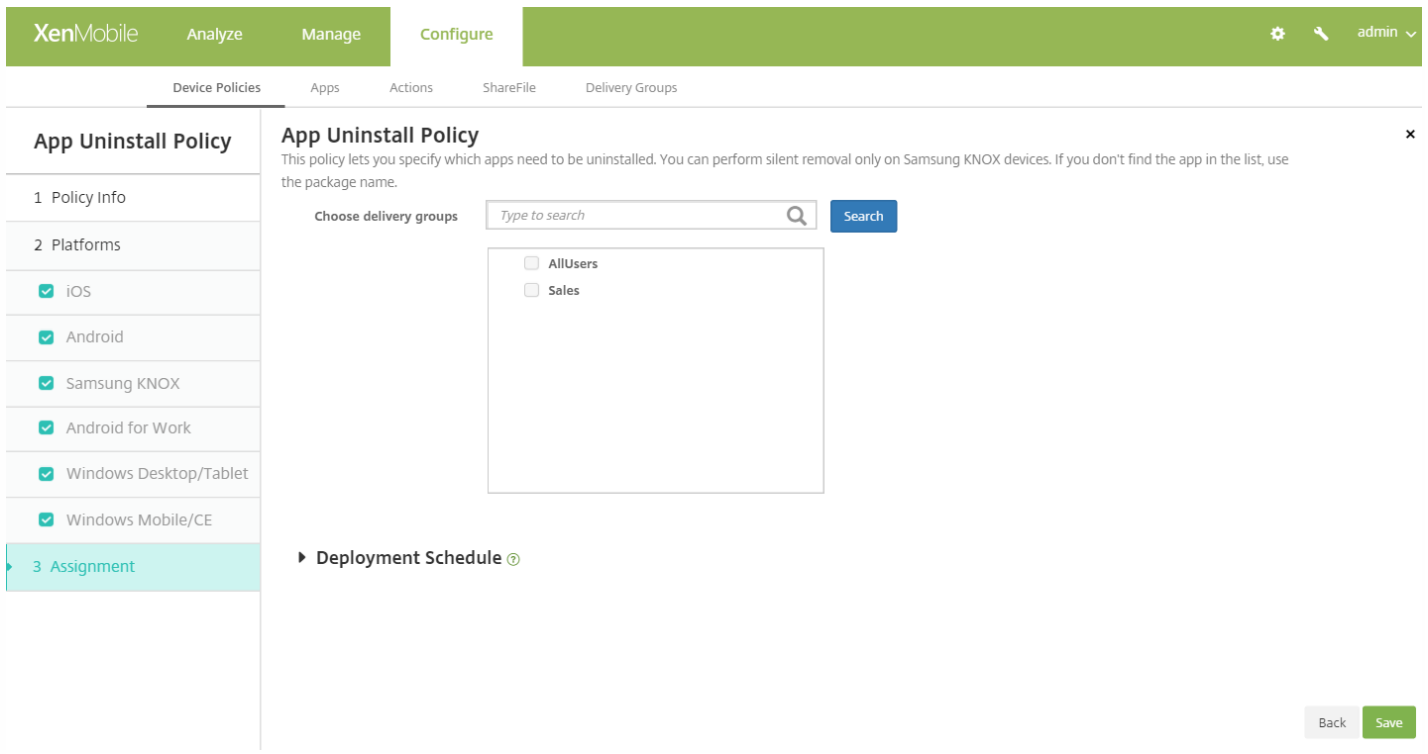 XenMobile Analyze Manage Configure admin
Device Policies Apps Actions ShareFile Delivery Groups
App Uninstall Policy
1 Policy Info
2 Platforms
iOS
Android
Samsung KNOX
Android for Work
Windows Desktop/Tablet
Windows Mobile/CE
3 Assignment
App Uninstall Policy
This policy lets you specify which apps need to be uninstalled. You can perform silent removal only on Samsung KNOX devices. If you don't find the app in the list, use
the package name.
Choose delivery groups Type to search Search
AllUsers
Sales
Deployment Schedule ?
Back Save